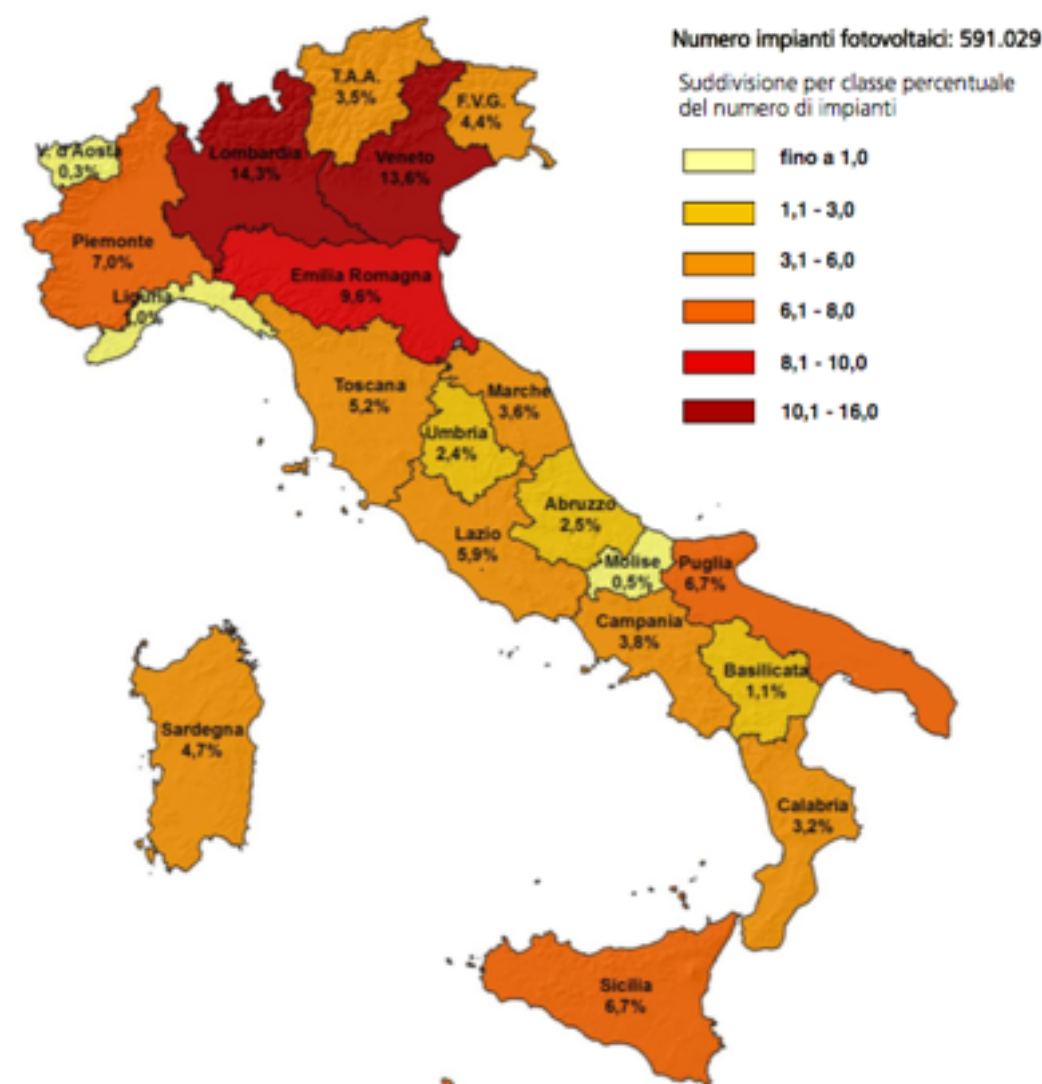 Numero impianti fotovoltaici: 591.029
Suddivisione per classe percentuale
del numero di impianti
fino a 1,0
1,1 - 3,0
3,1 - 6,0
6,1 - 8,0
8,1 - 10,0
10,1 - 16,0
T.A.A.
3,5%
F.V.G.
4,4%
V. d'Aosta
0,3%
Lombardia
14,3%
Veneto
13,6%
Piemonte
7,0%
Emilia Romagna
9,6%
Liguria
1,0%
Toscana
5,2%
Marche
3,6%
Umbria
2,4%
Abruzzo
2,5%
Lazio
5,9%
Molise
0,5%
Puglia
6,7%
Campania
3,8%
Basilicata
1,1%
Sardegna
4,7%
Calabria
3,2%
Sicilia
6,7%